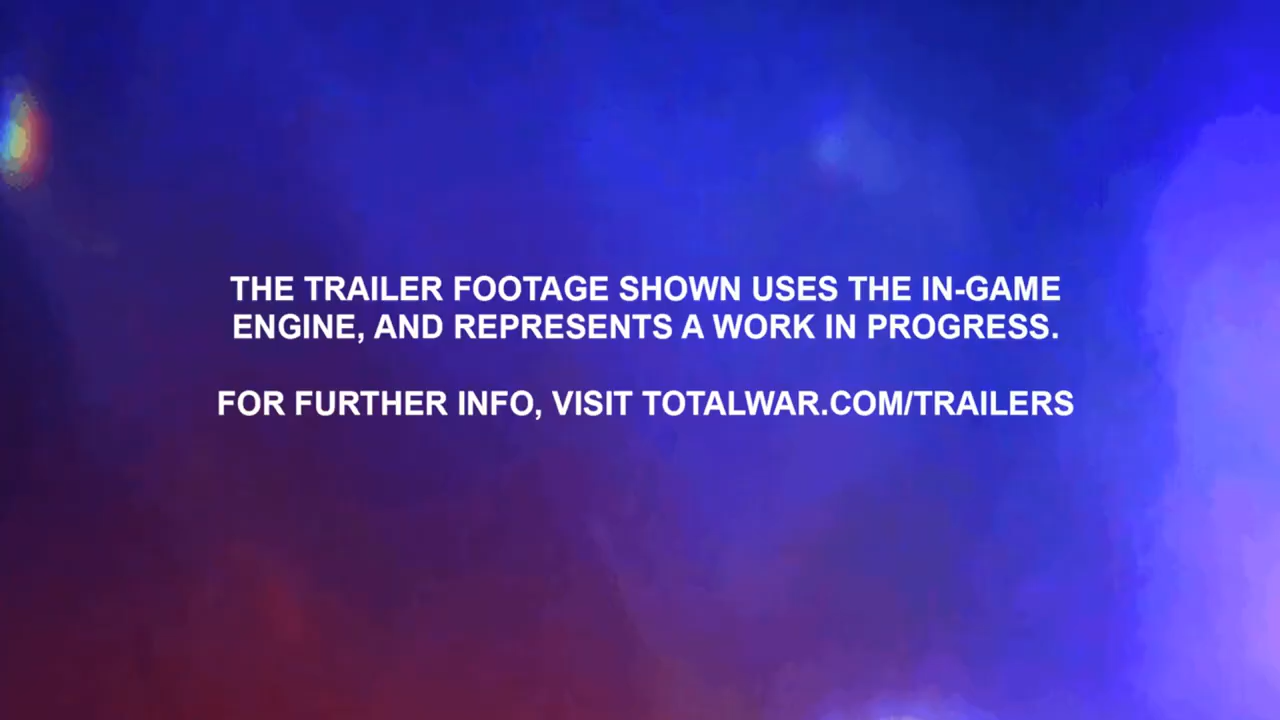 THE TRAILER FOOTAGE SHOWN USES THE IN-GAME
ENGINE, AND REPRESENTS A WORK IN PROGRESS.
FOR FURTHER INFO, VISIT TOTALWAR.COM/TRAILERS